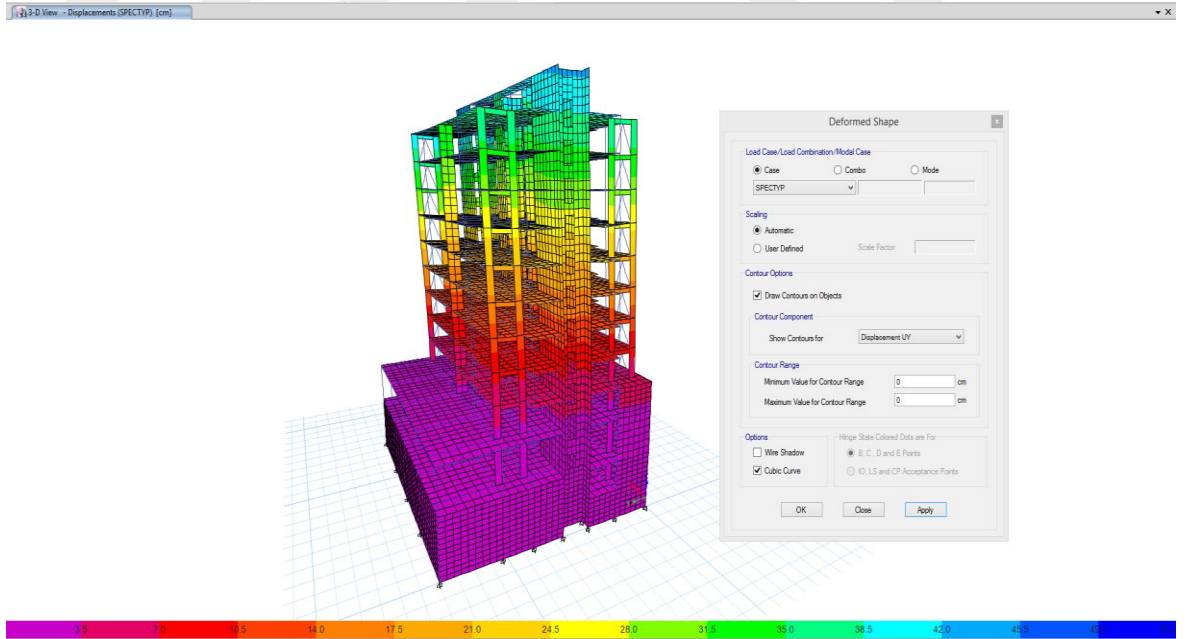 3-D View - Displacements (SPECTYP) [cm]
Deformed Shape
Load Case/Load Combination/Modal Case
Case
Combo
Mode
SPECTYP
Scaling
Automatic
User Defined
Scale Factor
Contour Options
Draw Contours on Objects
Contour Component
Show Contours for
Displacement UY
Contour Range
Minimum Value for Contour Range
0
cm
Maximum Value for Contour Range
0
cm
Options
Wire Shadow
Cubic Curve
Hinge State Colored Dots are For
B, C, D and E Points
IO, LS and CP Acceptance Points
OK
Close
Apply
3.5 7.0 10.5 14.0 17.5 21.0 24.5 28.0 31.5 35.0 38.5 42.0 45.5